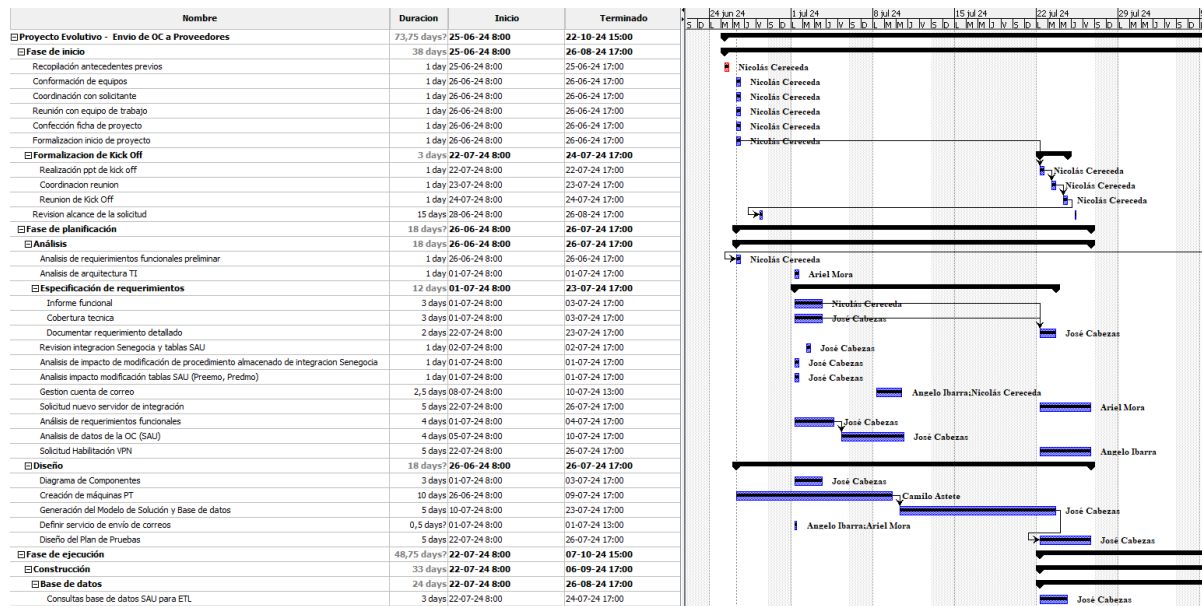 Nombre Duracion Inicio Terminado
24 jun 24 1 jul 24 8 jul 24 15 jul 24 22 jul 24 29 jul 24
S D L M M J V S D L M M J V S D L M M J V S D L M M J V S D L M M J V S D L M M J V S D
Proyecto Evolutivo - Envio de OC a Proveedores 73,75 days? 25-06-24 8:00 22-10-24 15:00
Fase de inicio 38 days 25-06-24 8:00 26-08-24 17:00
Recopilación antecedentes previos 1 day 25-06-24 8:00 25-06-24 17:00 Nicolás Cereceda
Conformación de equipos 1 day 26-06-24 8:00 26-06-24 17:00 Nicolás Cereceda
Coordinación con solicitante 1 day 26-06-24 8:00 26-06-24 17:00 Nicolás Cereceda
Reunión con equipo de trabajo 1 day 26-06-24 8:00 26-06-24 17:00 Nicolás Cereceda
Confección ficha de proyecto 1 day 26-06-24 8:00 26-06-24 17:00 Nicolás Cereceda
Formalizacion inicio de proyecto 1 day 26-06-24 8:00 26-06-24 17:00 Nicolás Cereceda
Formalizacion de Kick Off 3 days 22-07-24 8:00 24-07-24 17:00
Realización ppt de kick off 1 day 22-07-24 8:00 22-07-24 17:00 Nicolás Cereceda
Coordinacion reunion 1 day 23-07-24 8:00 23-07-24 17:00 Nicolás Cereceda
Reunion de Kick Off 1 day 24-07-24 8:00 24-07-24 17:00 Nicolás Cereceda
Revision alcance de la solicitud 15 days 28-06-24 8:00 26-08-24 17:00
Fase de planificación 18 days? 26-06-24 8:00 26-07-24 17:00
Análisis 18 days 26-06-24 8:00 26-07-24 17:00
Analisis de requierimientos funcionales preliminar 1 day 26-06-24 8:00 26-06-24 17:00 Nicolás Cereceda
Analisis de arquitectura TI 1 day 01-07-24 8:00 01-07-24 17:00 Ariel Mora
Especificación de requerimientos 12 days 01-07-24 8:00 23-07-24 17:00
Informe funcional 3 days 01-07-24 8:00 03-07-24 17:00 Nicolás Cereceda
Cobertura tecnica 3 days 01-07-24 8:00 03-07-24 17:00 José Cabezas
Documentar requerimiento detallado 2 days 22-07-24 8:00 23-07-24 17:00 José Cabezas
Revision integracion Senegocia y tablas SAU 1 day 02-07-24 8:00 02-07-24 17:00 José Cabezas
Analisis de impacto de modificación de procedimiento almacenado de integracion Senegocia 1 day 01-07-24 8:00 01-07-24 17:00 José Cabezas
Analisis impacto modificación tablas SAU (Preemo, Predmo) 1 day 01-07-24 8:00 01-07-24 17:00 José Cabezas
Gestion cuenta de correo 2,5 days 08-07-24 8:00 10-07-24 13:00 Angelo Ibarra;Nicolás Cereceda
Solicitud nuevo servidor de integración 5 days 22-07-24 8:00 26-07-24 17:00 Ariel Mora
Análisis de requerimientos funcionales 4 days 01-07-24 8:00 04-07-24 17:00 José Cabezas
Analisis de datos de la OC (SAU) 4 days 05-07-24 8:00 10-07-24 17:00 José Cabezas
Solicitud Habilitación VPN 5 days 22-07-24 8:00 26-07-24 17:00 Angelo Ibarra
Diseño 18 days? 26-06-24 8:00 26-07-24 17:00
Diagrama de Componentes 3 days 01-07-24 8:00 03-07-24 17:00 José Cabezas
Creación de máquinas PT 10 days 26-06-24 8:00 09-07-24 17:00 Camilo Astete
Generación del Modelo de Solución y Base de datos 5 days 10-07-24 8:00 23-07-24 17:00 José Cabezas
Definir servicio de envío de correos 0,5 days? 01-07-24 8:00 01-07-24 13:00 Angelo Ibarra;Ariel Mora
Diseño del Plan de Pruebas 5 days 22-07-24 8:00 26-07-24 17:00 José Cabezas
Fase de ejecución 48,75 days? 22-07-24 8:00 07-10-24 15:00
Construcción 33 days 22-07-24 8:00 06-09-24 17:00
Base de datos 24 days 22-07-24 8:00 26-08-24 17:00
Consultas base de datos SAU para ETL 3 days 22-07-24 8:00 24-07-24 17:00 José Cabezas